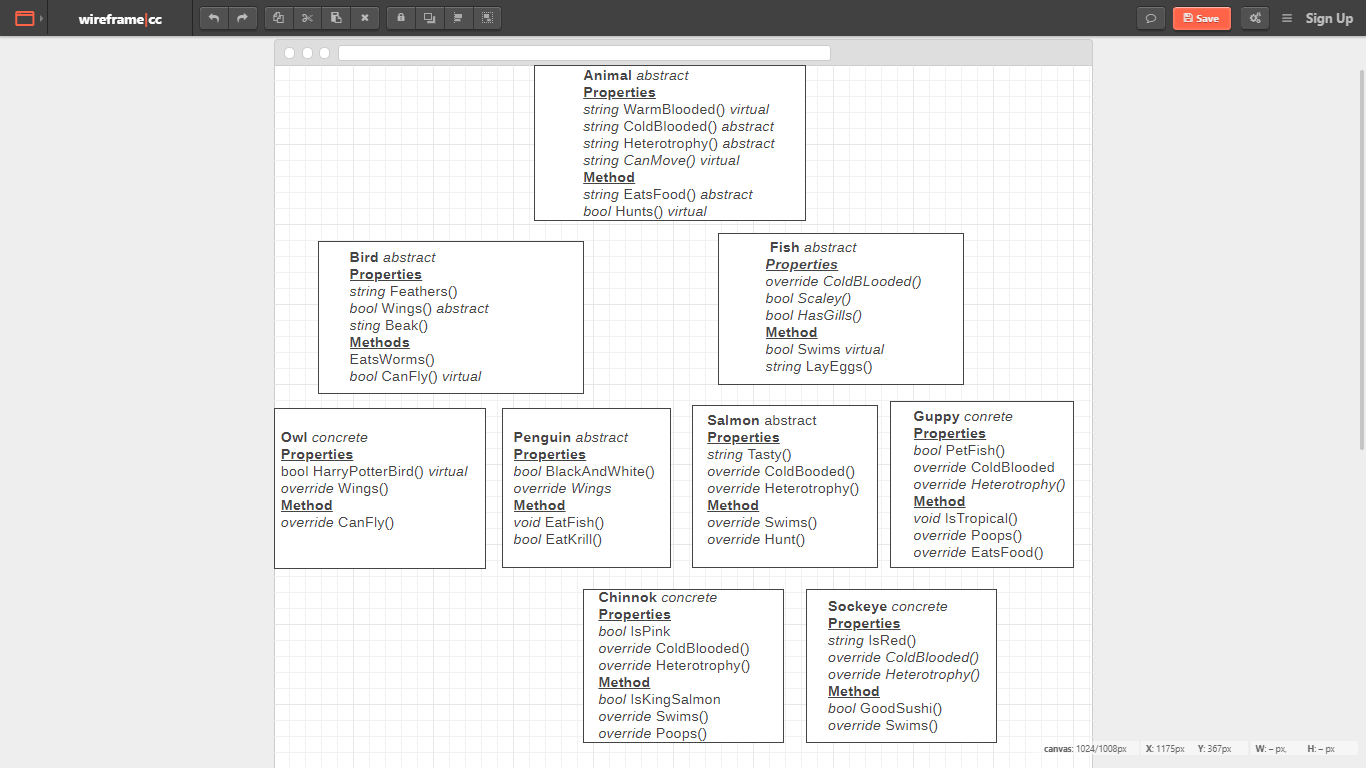 wireframe|cc
Save
Sign Up
Animal abstract
Properties
string WarmBlooded() virtual
string ColdBlooded() abstract
string Heterotrophy() abstract
string CanMove() virtual
Method
string EatsFood() abstract
bool Hunts() virtual
Bird abstract
Properties
string Feathers()
bool Wings() abstract
sting Beak()
Methods
EatsWorms()
bool CanFly() virtual
Fish abstract
Properties
override ColdBLooded()
bool Scaley()
bool HasGills()
Method
bool Swims virtual
string LayEggs()
Owl concrete
Properties
bool HarryPotterBird() virtual
override Wings()
Method
override CanFly()
Penguin abstract
Properties
bool BlackAndWhite()
override Wings
Method
void EatFish()
bool EatKrill()
Salmon abstract
Properties
string Tasty()
override ColdBooded()
override Heterotrophy()
Method
override Swims()
override Hunt()
Guppy conrete
Properties
bool PetFish()
override ColdBlooded
override Heterotrophy()
Method
void IsTropical()
override Poops()
override EatsFood()
Chinnok concrete
Properties
bool IsPink
override ColdBlooded()
override Heterotrophy()
Method
bool IsKingSalmon
override Swims()
override Poops()
Sockeye concrete
Properties
string IsRed()
override ColdBlooded()
override Heterotrophy()
Method
bool GoodSushi()
override Swims()
canvas: 1024/1008px X: 1175px Y: 367px W: – px, H: – px